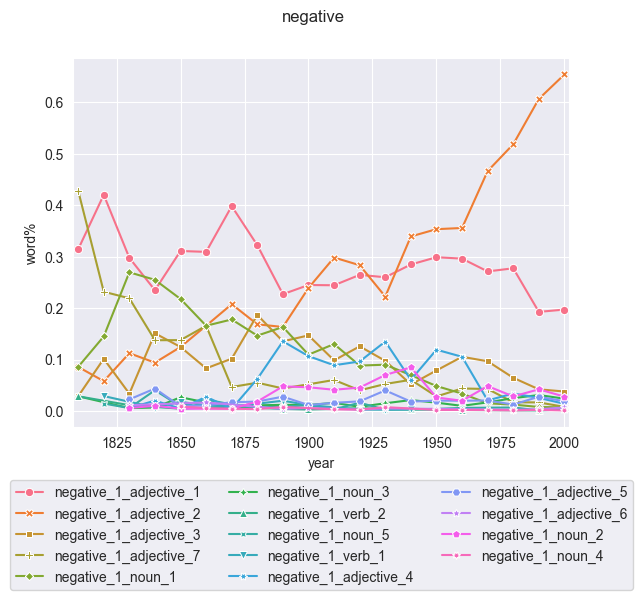 negative
0.6
0.5
0.4
0.3
0.2
0.1
0.0
word%
1825 1850 1875 1900 1925 1950 1975 2000
year
negative_1_adjective_1 negative_1_noun_3 negative_1_adjective_5
negative_1_adjective_2 negative_1_verb_2 negative_1_adjective_6
negative_1_adjective_3 negative_1_noun_5 negative_1_noun_2
negative_1_adjective_7 negative_1_verb_1 negative_1_noun_4
negative_1_noun_1 negative_1_adjective_4